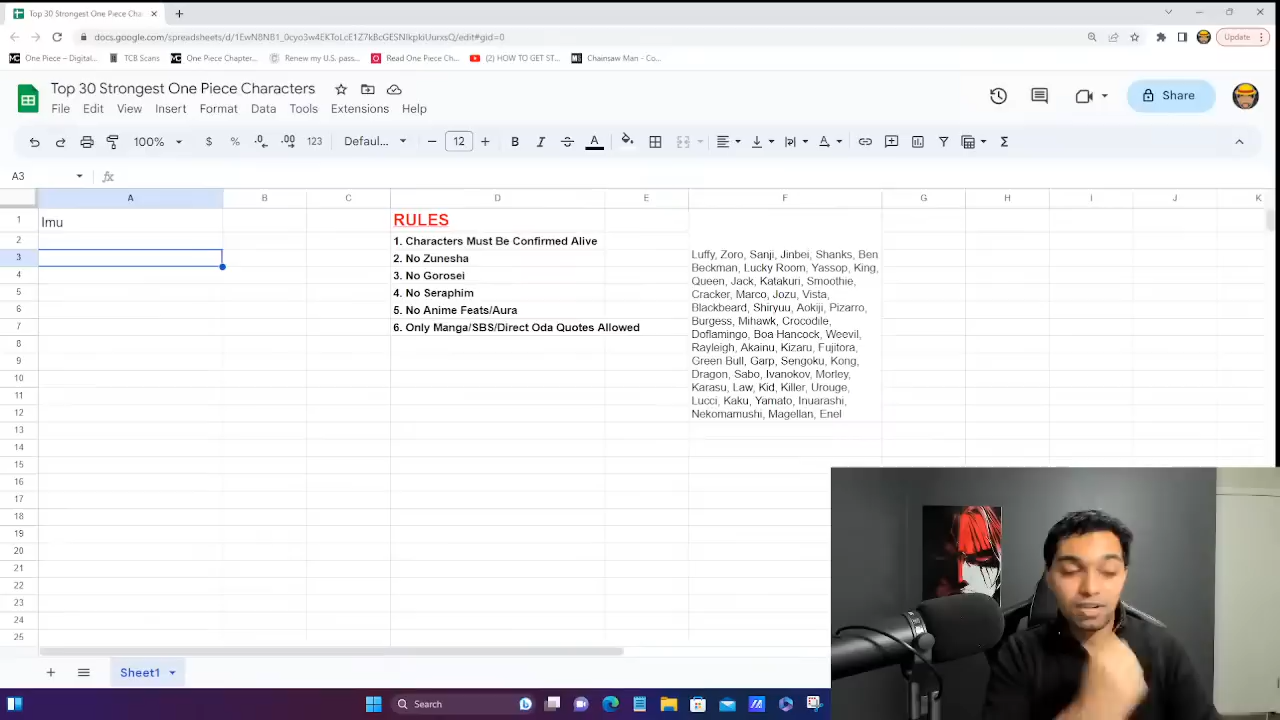 Top 30 Strongest One Piece Charact
docs.google.com/spreadsheets/d/1EwN8N81_0cyo3w4EKToLcE1Z7kBcGESNIkpkiUurxsQ/edit#gid=0
Update
One Piece – Digital...
TCB Scans
One Piece Chapter...
Renew my U.S. pass...
Read One Piece Ch...
(2) HOW TO GET ST...
Chainsaw Man - Co...
Top 30 Strongest One Piece Characters
File Edit View Insert Format Data Tools Extensions Help
Share
100%
$ % .0 .00 123
Defaul...
12
B I A
A3
fx
A B C D E F G H I J K
1 Imu RULES
2 1. Characters Must Be Confirmed Alive
3 2. No Zunesha
4 3. No Gorosei
5 4. No Seraphim
6 5. No Anime Feats/Aura
7 6. Only Manga/SBS/Direct Oda Quotes Allowed
8
9
10
11
12
13
14
15
16
17
18
19
20
21
22
23
24
25
Luffy, Zoro, Sanji, Jinbei, Shanks, Ben
Beckman, Lucky Room, Yassop, King,
Queen, Jack, Katakuri, Smoothie,
Cracker, Marco, Jozu, Vista,
Blackbeard, Shiryuu, Aokiji, Pizarro,
Burgess, Mihawk, Crocodile,
Doflamingo, Boa Hancock, Weevil,
Rayleigh, Akainu, Kizaru, Fujitora,
Green Bull, Garp, Sengoku, Kong,
Dragon, Sabo, Ivanokov, Morley,
Karasu, Law, Kid, Killer, Urouge,
Lucci, Kaku, Yamato, Inuarashi,
Nekomamushi, Magellan, Enel
Sheet1
Search